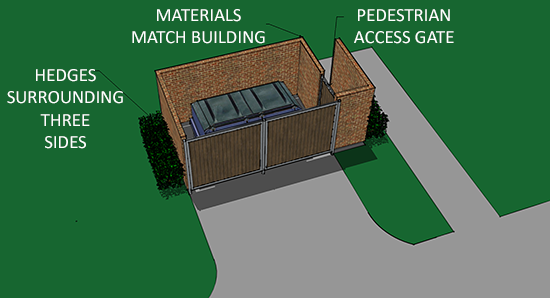 MATERIALS
MATCH BUILDING
PEDESTRIAN
ACCESS GATE
HEDGES
SURROUNDING
THREE
SIDES